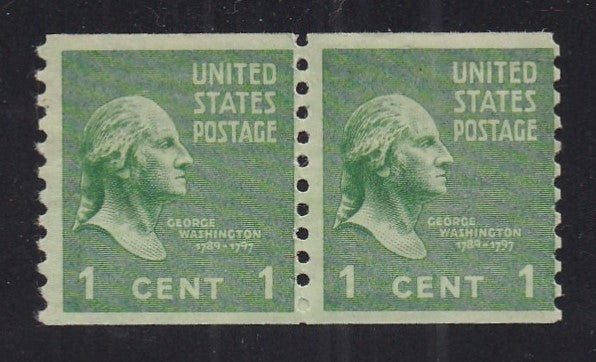 UNITED
STATES
POSTAGE
GEORGE
WASHINGTON
1789-1797
1 CENT 1
UNITED
STATES
POSTAGE
GEORGE
WASHINGTON
1789-1797
1 CENT 1